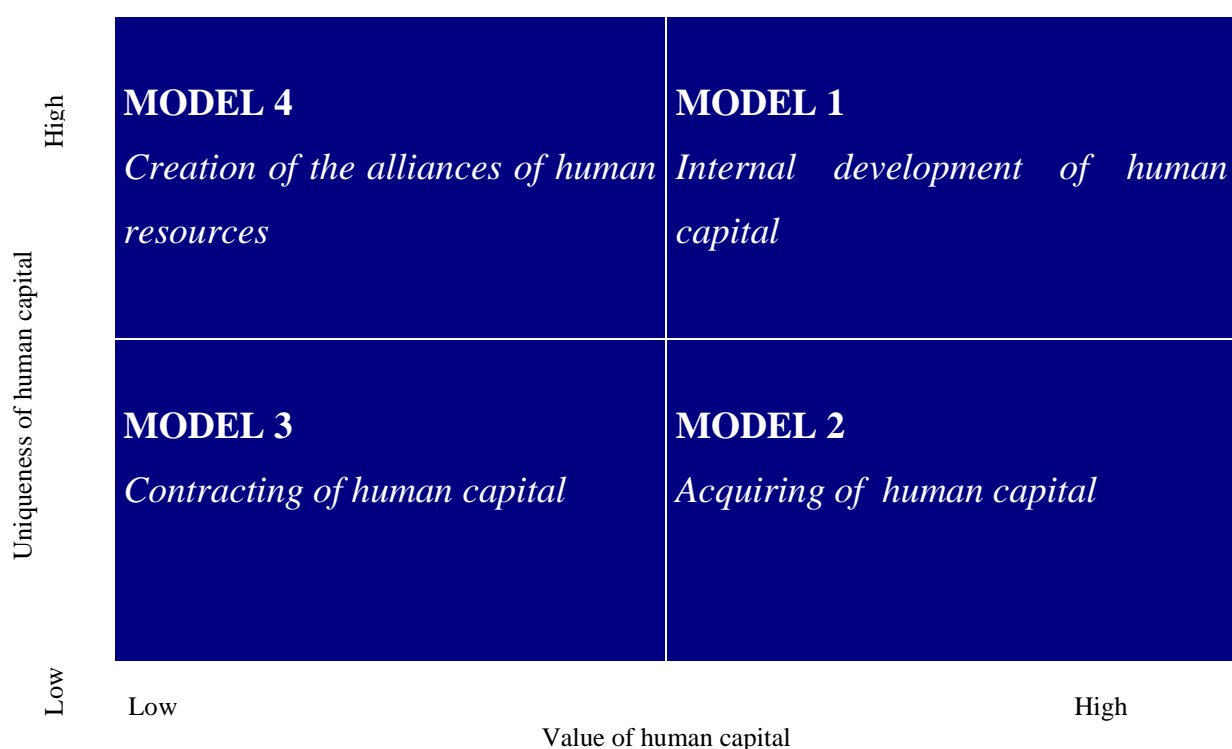 High
MODEL 4
Creation of the alliances of human
resources
MODEL 1
Internal development of human
capital
Uniqueness of human capital
MODEL 3
Contracting of human capital
MODEL 2
Acquiring of human capital
Low
Low
High
Value of human capital